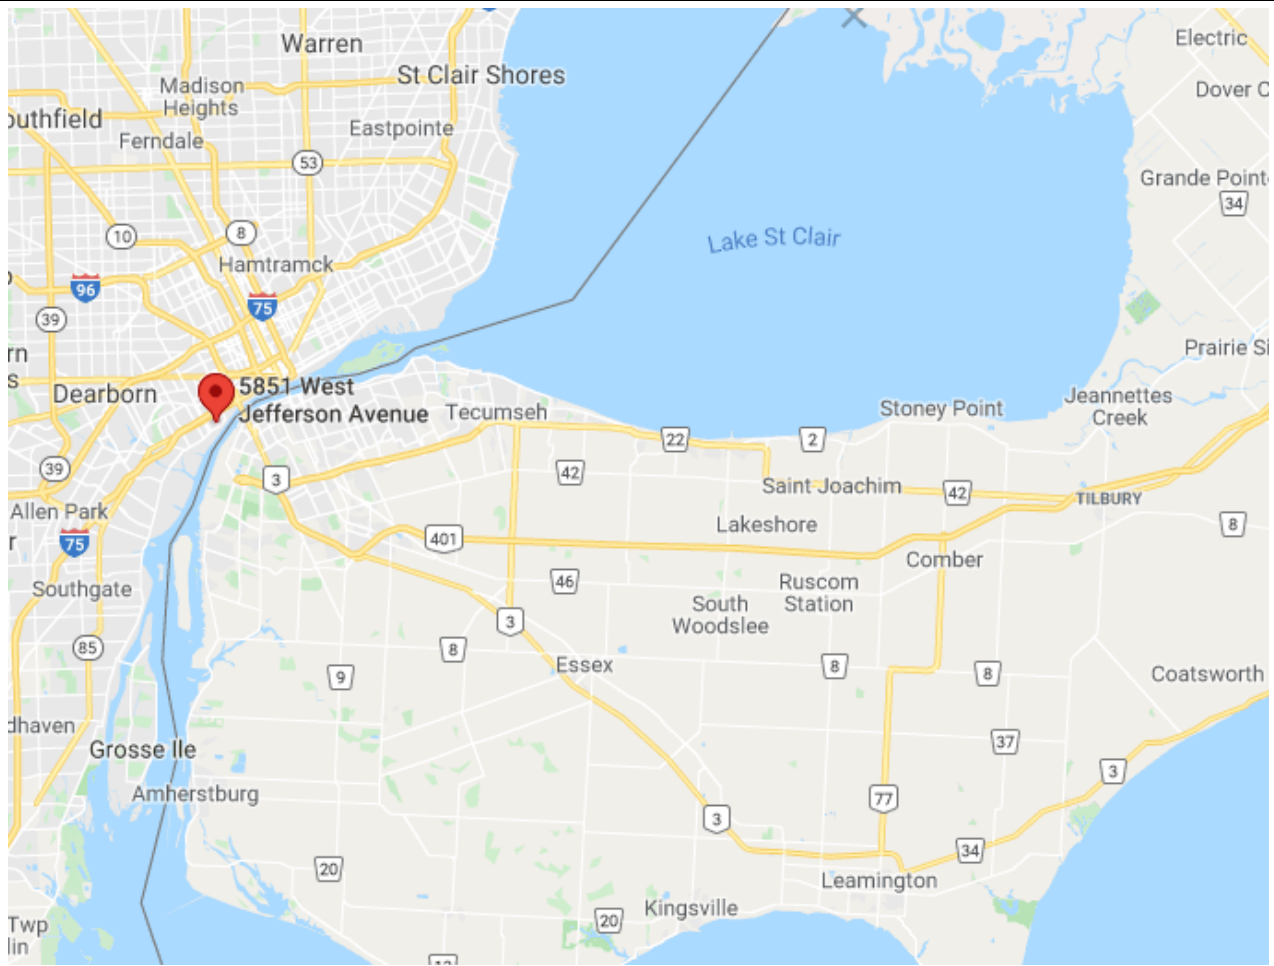 Warren
Electric
St Clair Shores
Madison
Heights
Dover C
outhfield
Eastpointe
Ferndale
53
Grande Point
34
10
8
Lake St Clair
Hamtramck
96
75
39
rn
s
Prairie Si
Dearborn
5851 West
Jefferson Avenue
Tecumseh
Stoney Point
Jeannettes
Creek
22
2
39
3
42
Saint Joachim
42
TILBURY
Allen Park
r
75
401
Lakeshore
8
Comber
Southgate
46
Ruscom
Station
South
Woodslee
3
85
8
9
Essex
8
8
Coatsworth
dhaven
Grosse Ile
37
3
Amherstburg
77
3
34
20
Leamington
Kingsville
20
Twp
lin